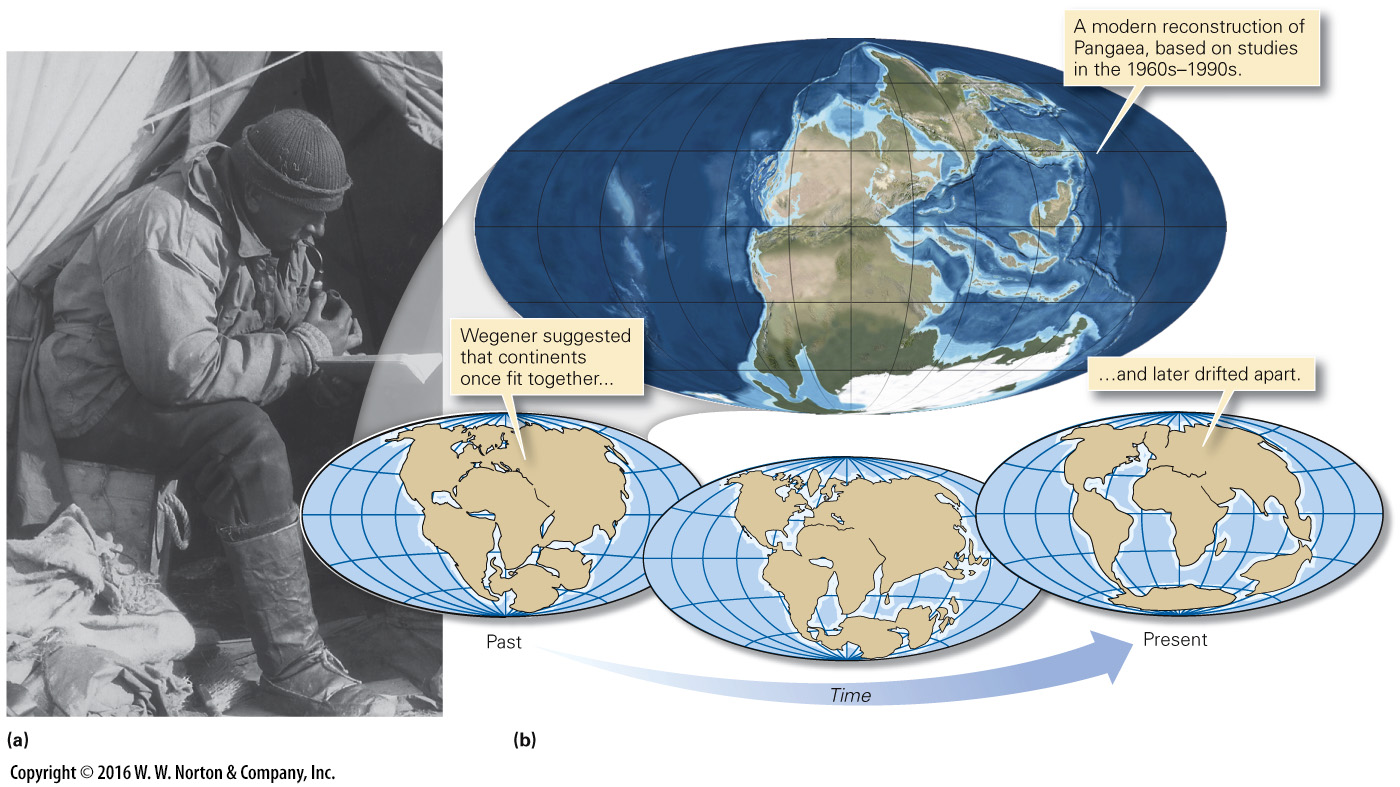 A modern reconstruction of
Pangaea, based on studies
in the 1960s–1990s.
Wegener suggested
that continents
once fit together...
...and later drifted apart.
Past
Present
Time
(a)
(b)
Copyright © 2016 W. W. Norton & Company, Inc.